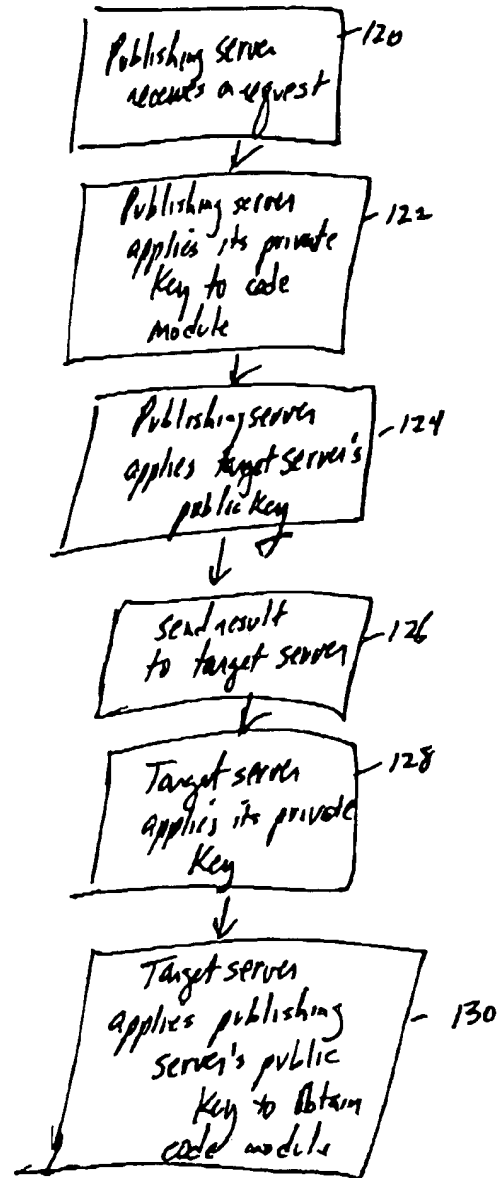 Publishing server
receives a request
120
Publishing server
applies its private
Key to code
module
122
Publishing server
applies target server's
public Key
124
send result
to target server
126
Target server
applies its private
Key
128
Target server
applies publishing
server's public
Key to Obtain
code module
130